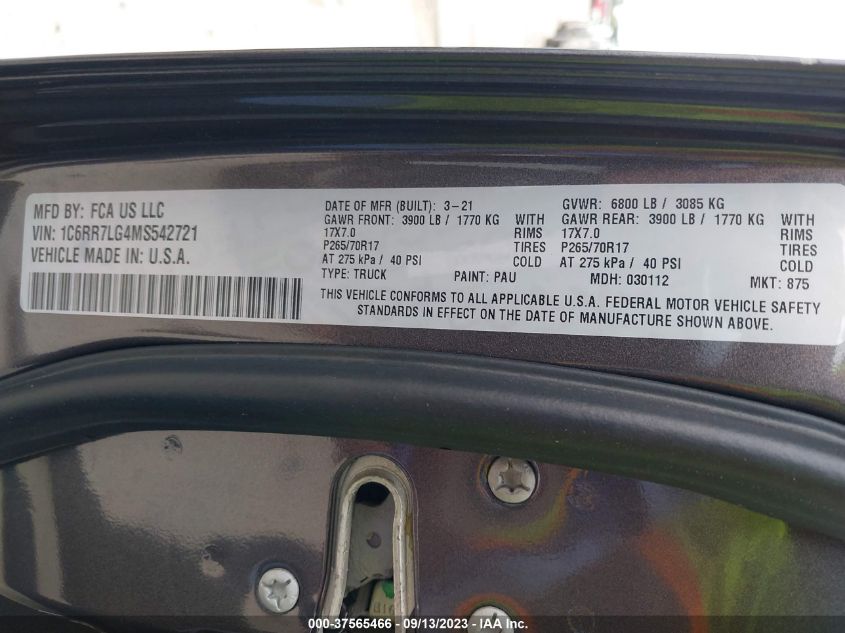 MFD BY: FCA US LLC
VIN: 1C6RR7LG4MS542721
VEHICLE MADE IN: U.S.A.
DATE OF MFR (BUILT): 3-21 GVWR: 6800 LB / 3085 KG
GAWR FRONT: 3900 LB / 1770 KG WITH GAWR REAR: 3900 LB / 1770 KG WITH
17X7.0 RIMS 17X7.0 RIMS
P265/70R17 TIRES P265/70R17 TIRES
AT 275 kPa / 40 PSI COLD AT 275 kPa / 40 PSI COLD
TYPE: TRUCK PAINT: PAU MDH: 030112 MKT: 875
THIS VEHICLE CONFORMS TO ALL APPLICABLE U.S.A. FEDERAL MOTOR VEHICLE SAFETY
STANDARDS IN EFFECT ON THE DATE OF MANUFACTURE SHOWN ABOVE.
© 37565466 - 09/13/2023 - IAA Inc.